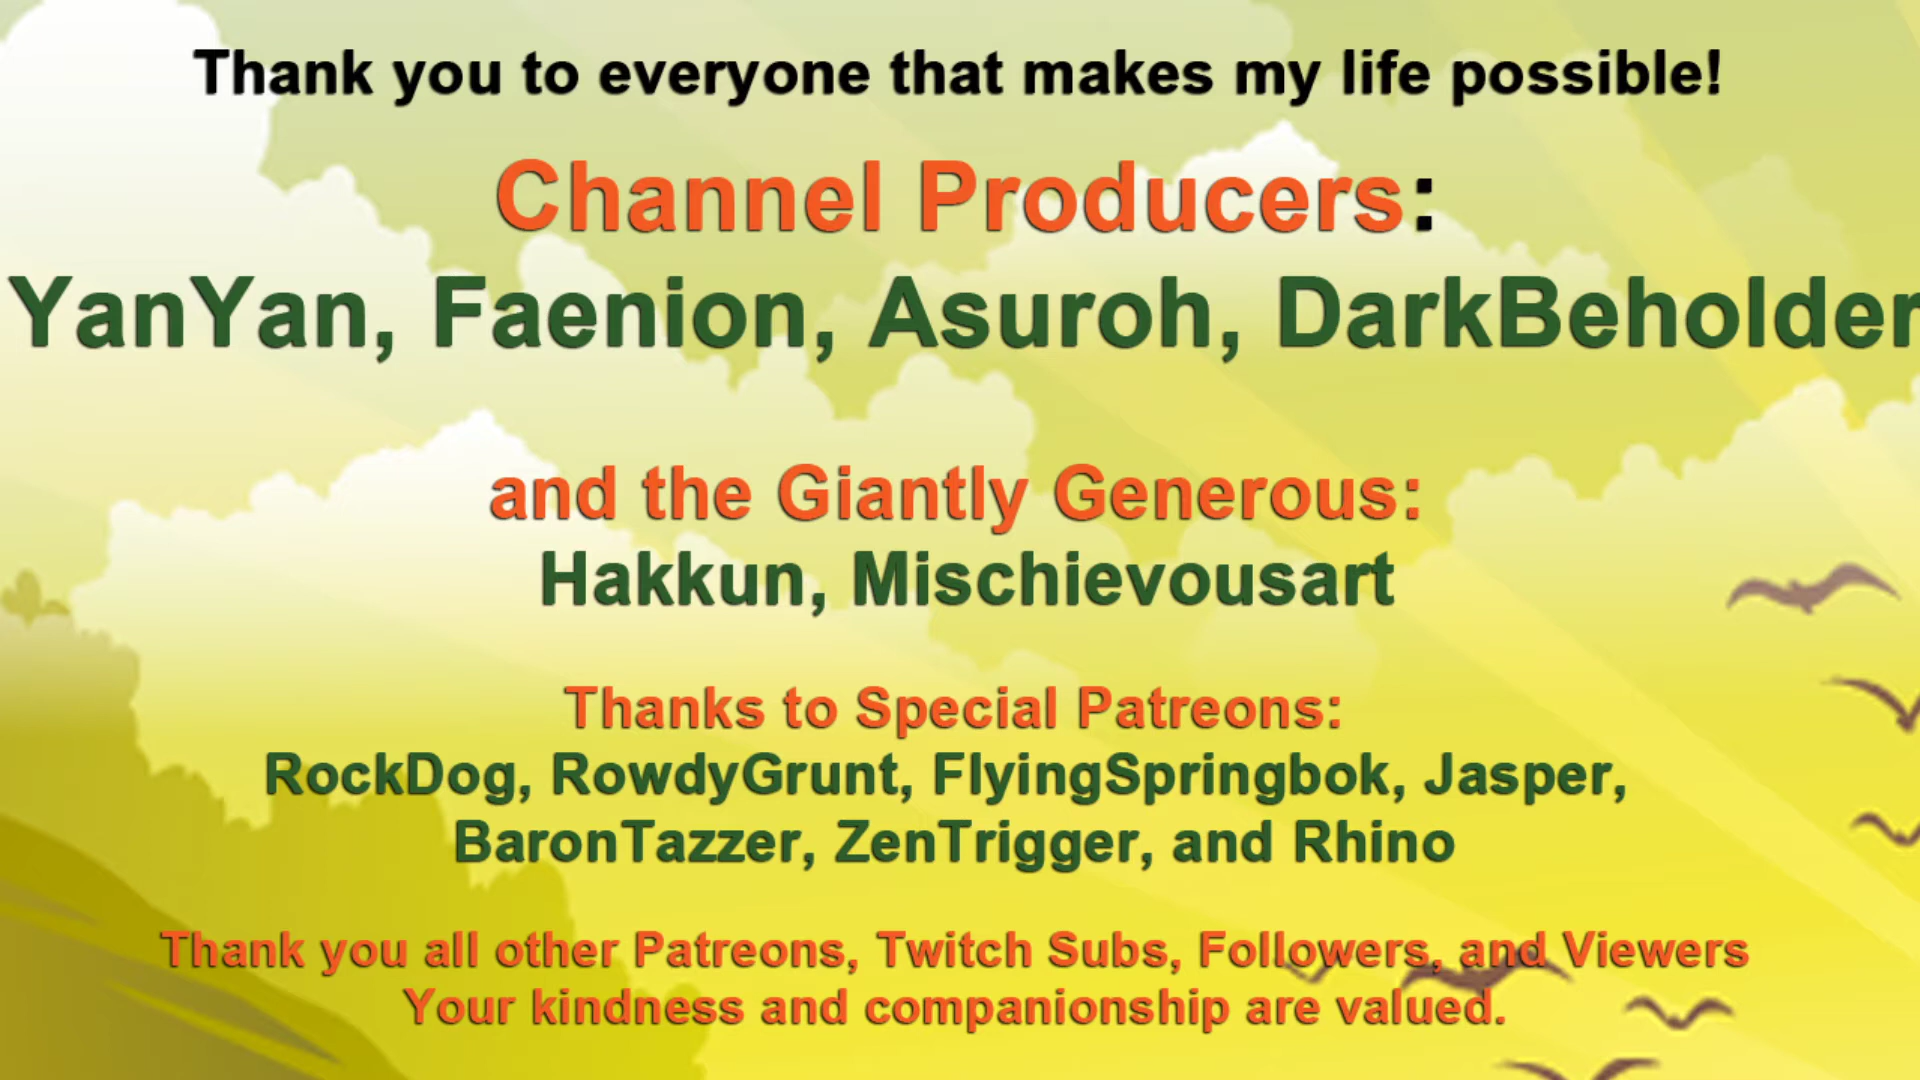 Thank you to everyone that makes my life possible!
Channel Producers:
YanYan, Faenion, Asuroh, DarkBeholder
and the Giantly Generous:
Hakkun, Mischievousart
Thanks to Special Patreons:
RockDog, RowdyGrunt, FlyingSpringbok, Jasper,
BaronTazzer, ZenTrigger, and Rhino
Thank you all other Patreons, Twitch Subs, Followers, and Viewers
Your kindness and companionship are valued.